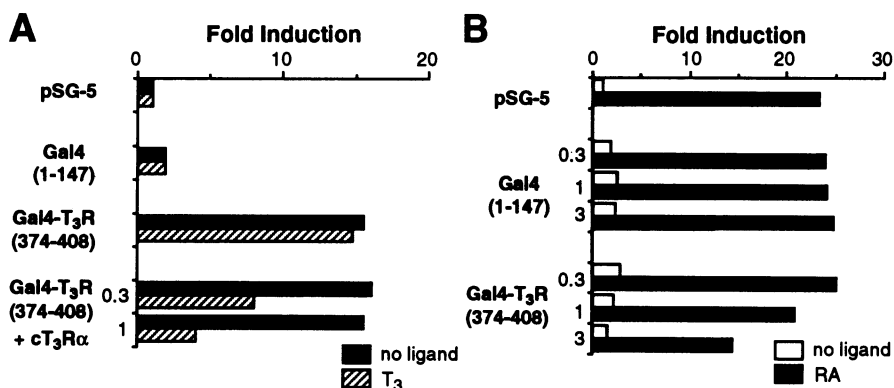 A
Fold Induction
0 10 20
pSG-5
Gal4
(1-147)
Gal4-T3R
(374-408)
Gal4-T3R
(374-408)
+ cT3Rα
0.3
1
no ligand
T3
B
Fold Induction
0 10 20 30
pSG-5
Gal4
(1-147)
0.3
1
3
Gal4-T3R
(374-408)
0.3
1
3
no ligand
RA